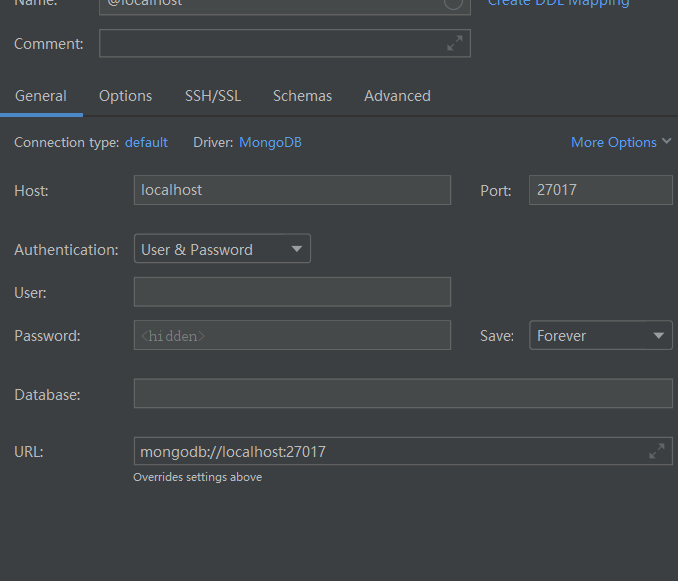 Name: @localhost Create DDL Mapping
Comment:
General Options SSH/SSL Schemas Advanced
Connection type: default Driver: MongoDB More Options
Host: localhost Port: 27017
Authentication: User & Password
User:
Password: <hidden> Save: Forever
Database:
URL: mongodb://localhost:27017
Overrides settings above